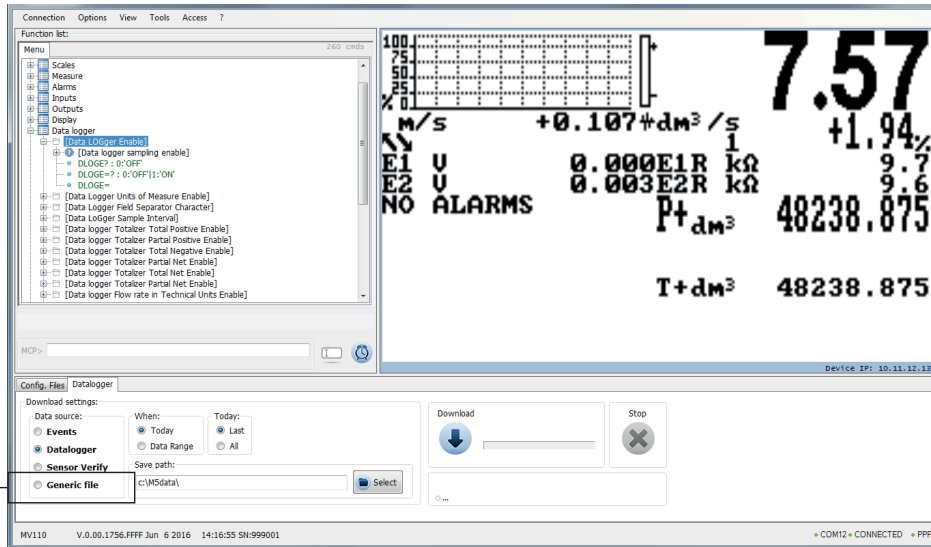 Connection Options View Tools Access ?
Function list:
Menu
260 cmds
Scales
Measure
Alarms
Inputs
Outputs
Display
Data logger
[Data LOGger Enable]
[Data logger sampling enable]
DLOGE? : 0:'OFF'
DLOGE=? : 0:'OFF'|1:'ON'
DLOGE=
[Data Logger Units of Measure Enable]
[Data Logger Field Separator Character]
[Data LoGger Sample Interval]
[Data logger Totalizer Total Positive Enable]
[Data logger Totalizer Partial Positive Enable]
[Data logger Totalizer Total Negative Enable]
[Data logger Totalizer Partial Net Enable]
[Data logger Totalizer Total Net Enable]
[Data logger Totalizer Partial Net Enable]
[Data logger Flow rate in Technical Units Enable]
MCP>
100
75
50
25
% 0
7.57
m/s +0.107 dm³/s
1 +1.94%
E1 V 0.000 E1R kΩ 9.7
E2 V 0.003 E2R kΩ 9.6
NO ALARMS
P+dm³ 48238.875
T+dm³ 48238.875
Device IP: 10.11.12.13
Config. Files Datalogger
Download settings:
Data source:
Events
Datalogger
Sensor Verify
Generic file
When:
Today
Data Range
Today:
Last
All
Save path:
c:\M5data\
Select
Download
Stop
...
MV110 V.0.00.1756.FFFF Jun 6 2016 14:16:55 SN:999001
COM12 CONNECTED PPP